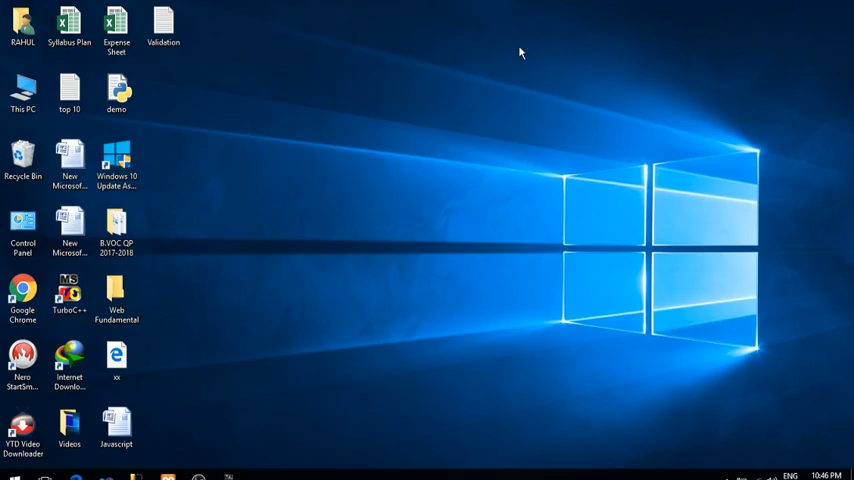 RAHUL
Syllabus Plan
Expense
Sheet
Validation
This PC
top 10
demo
Recycle Bin
New
Microsof...
Windows 10
Update As...
Control
Panel
New
Microsof...
B.VOC QP
2017-2018
Google
Chrome
MS
TurboC++
Web
Fundamental
Nero
StartSm...
Internet
Downlo...
xx
YTD Video
Downloader
Videos
Javascript
ENG
10:46 PM